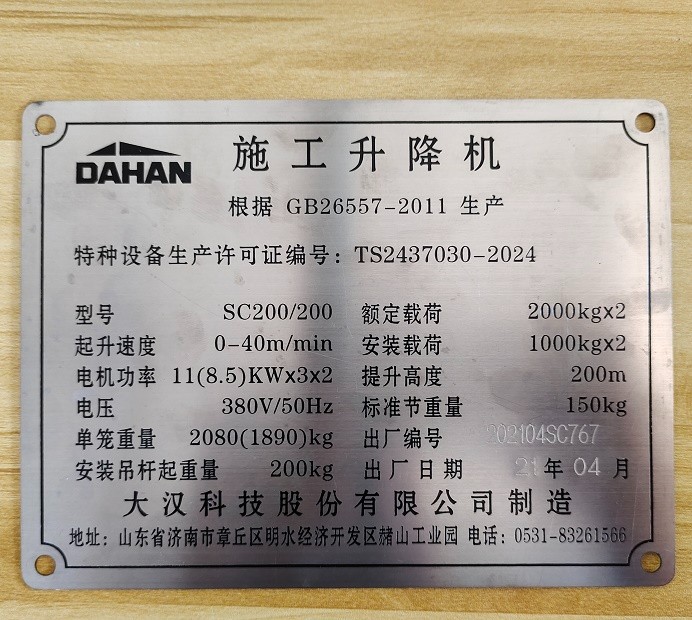 DAHAN
施工升降机
根据 GB26557-2011 生产
特种设备生产许可证编号: TS2437030-2024
型号 SC200/200 额定载荷 2000kgx2
起升速度 0-40m/min 安装载荷 1000kgx2
电机功率 11(8.5)KWx3x2 提升高度 200m
电压 380V/50Hz 标准节重量 150kg
单笼重量 2080(1890)kg 出厂编号 202104SC767
安装吊杆起重量 200kg 出厂日期 21年04月
大汉科技股份有限公司制造
地址: 山东省济南市章丘区明水经济开发区赭山工业园 电话: 0531-83261566